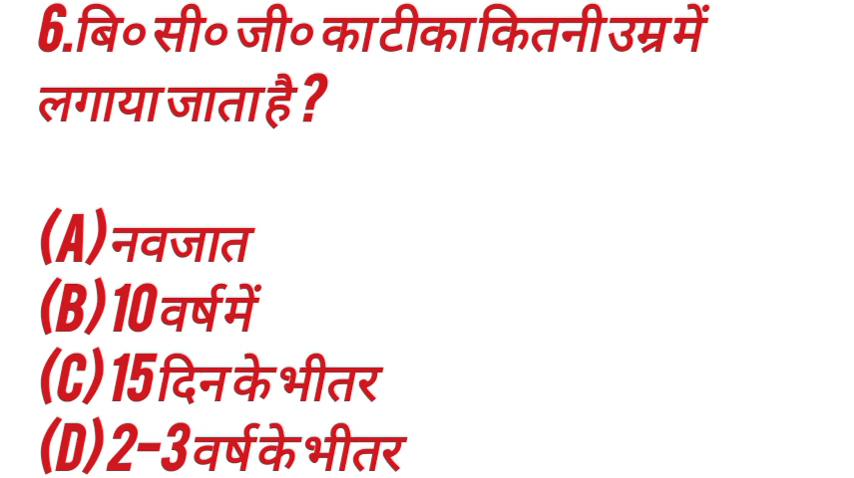 6.बि० सी० जी० का टीका कितनी उम्र में
लगाया जाता है ?
(A) नवजात
(B) 10 वर्ष में
(C) 15 दिन के भीतर
(D) 2-3 वर्ष के भीतर